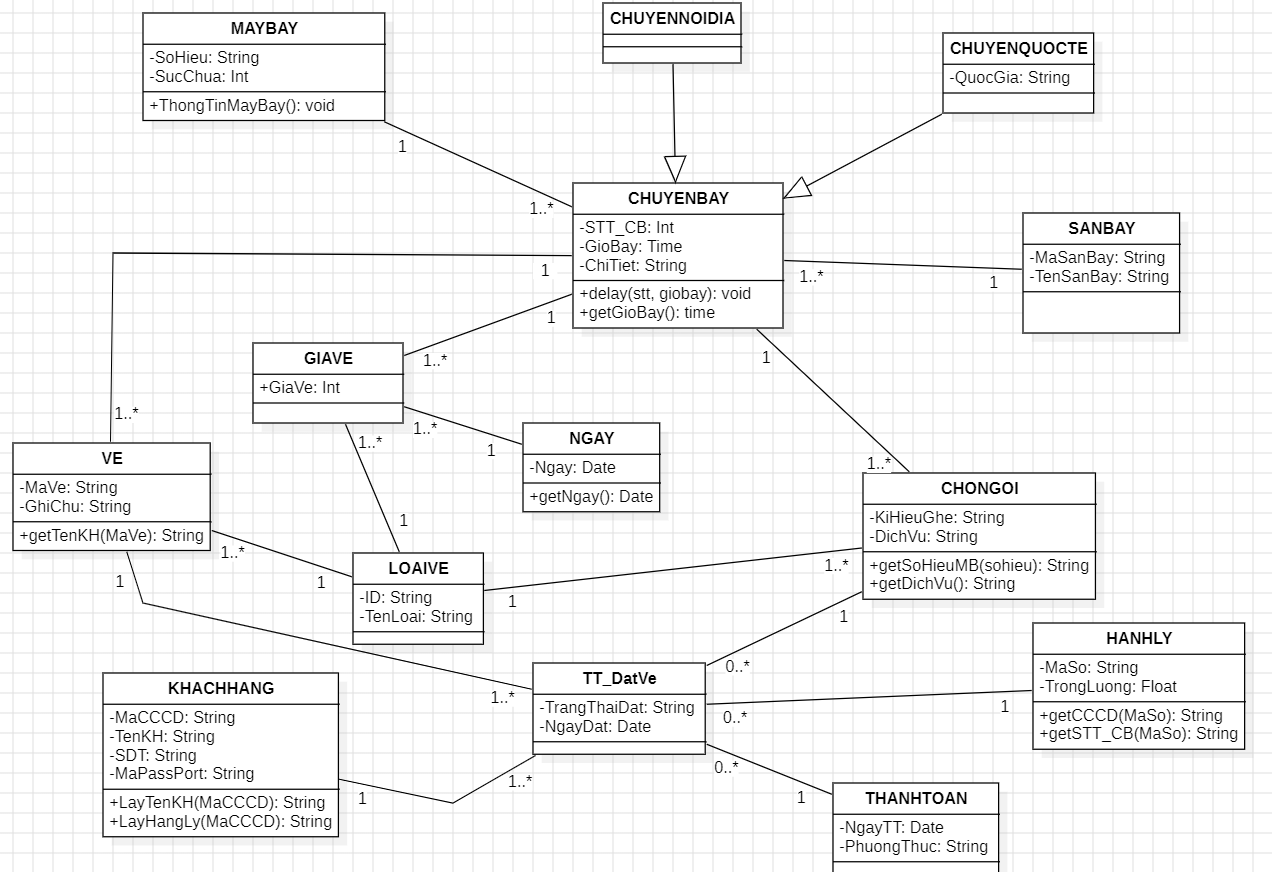 MAYBAY
-SoHieu: String
-SucChua: Int
+ThongTinMayBay(): void
CHUYENNOIDIA
CHUYENQUOCTE
-QuocGia: String
1
1..*
CHUYENBAY
-STT_CB: Int
-GioBay: Time
-ChiTiet: String
+delay(stt, giobay): void
+getGioBay(): time
SANBAY
-MaSanBay: String
-TenSanBay: String
1
1..*
1
1
1..*
1
GIAVE
+GiaVe: Int
1..*
1..*
1..*
1
NGAY
-Ngay: Date
+getNgay(): Date
1..*
VE
-MaVe: String
-GhiChu: String
+getTenKH(MaVe): String
1..*
CHONGOI
-KiHieuGhe: String
-DichVu: String
+getSoHieuMB(sohieu): String
+getDichVu(): String
1
1..*
1
LOAIVE
-ID: String
-TenLoai: String
1..*
1
1
1
HANHLY
-MaSo: String
-TrongLuong: Float
+getCCCD(MaSo): String
+getSTT_CB(MaSo): String
0..*
TT_DatVe
-TrangThaiDat: String
-NgayDat: Date
1..*
KHACHHANG
-MaCCCD: String
-TenKH: String
-SDT: String
-MaPassPort: String
+LayTenKH(MaCCCD): String
+LayHangLy(MaCCCD): String
0..*
1
0..*
1..*
1
1
THANHTOAN
-NgayTT: Date
-PhuongThuc: String